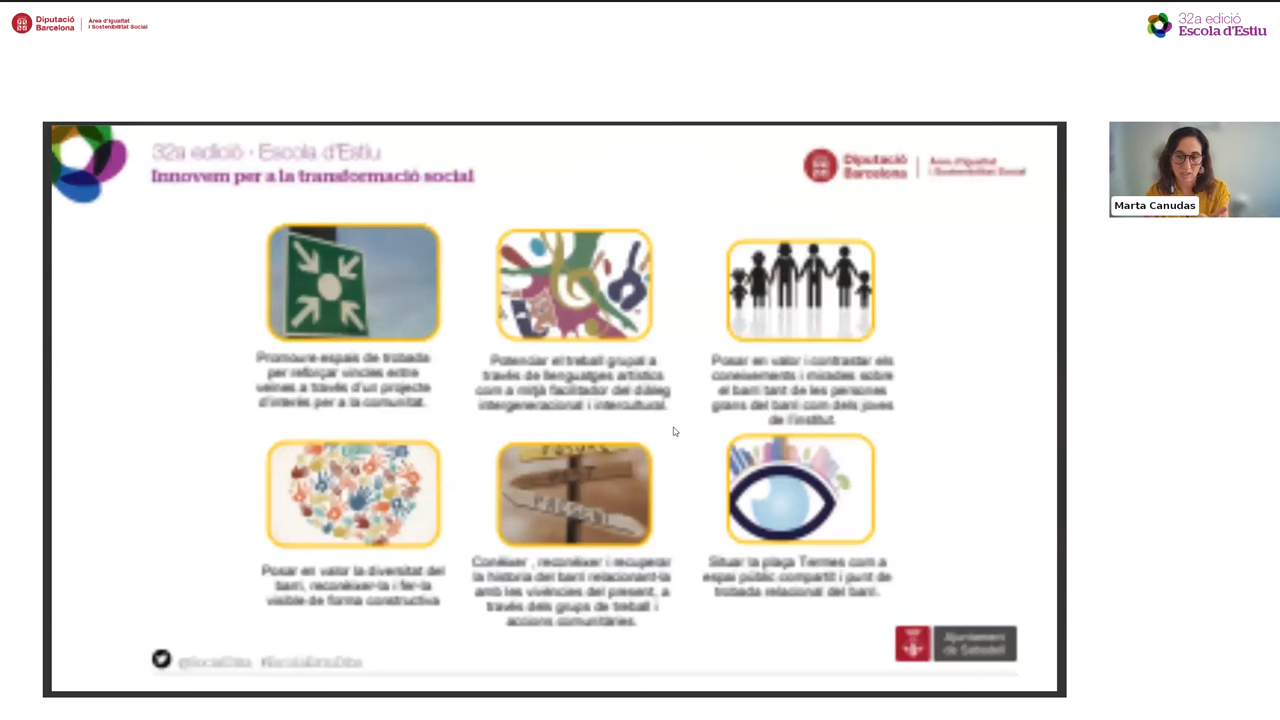 Diputació
Barcelona
Àrea d'Igualtat
i Sostenibilitat Social
32a edició
Escola d'Estiu
32a edició · Escola d'Estiu
Innovem per a la transformació social
Diputació
Barcelona
Àrea d'Igualtat
i Sostenibilitat Social
Marta Canudas
Promoure espais de trobada
per reforçar vincles entre
veïnes a través d'un projecte
d'interès per a la comunitat.
Potenciar el treball grupal a
través de llenguatges artístics
com a mitjà facilitador del diàleg
intergeneracional i intercultural.
Posar en valor i contrastar els
coneixements i mirades sobre
el barri tant de les persones
grans del barri com dels joves
de l'institut.
PRESENT
Posar en valor la diversitat del
barri, reconèixer-la i fer-la
visible de forma constructiva
Conèixer , reconèixer i recuperar
la història del barri relacionant-la
amb les vivències del present, a
través dels grups de treball i
accions comunitàries.
Situar la plaça Termes com a
espai públic compartit i punt de
trobada relacional del barri.
Ajuntament
de Sabadell